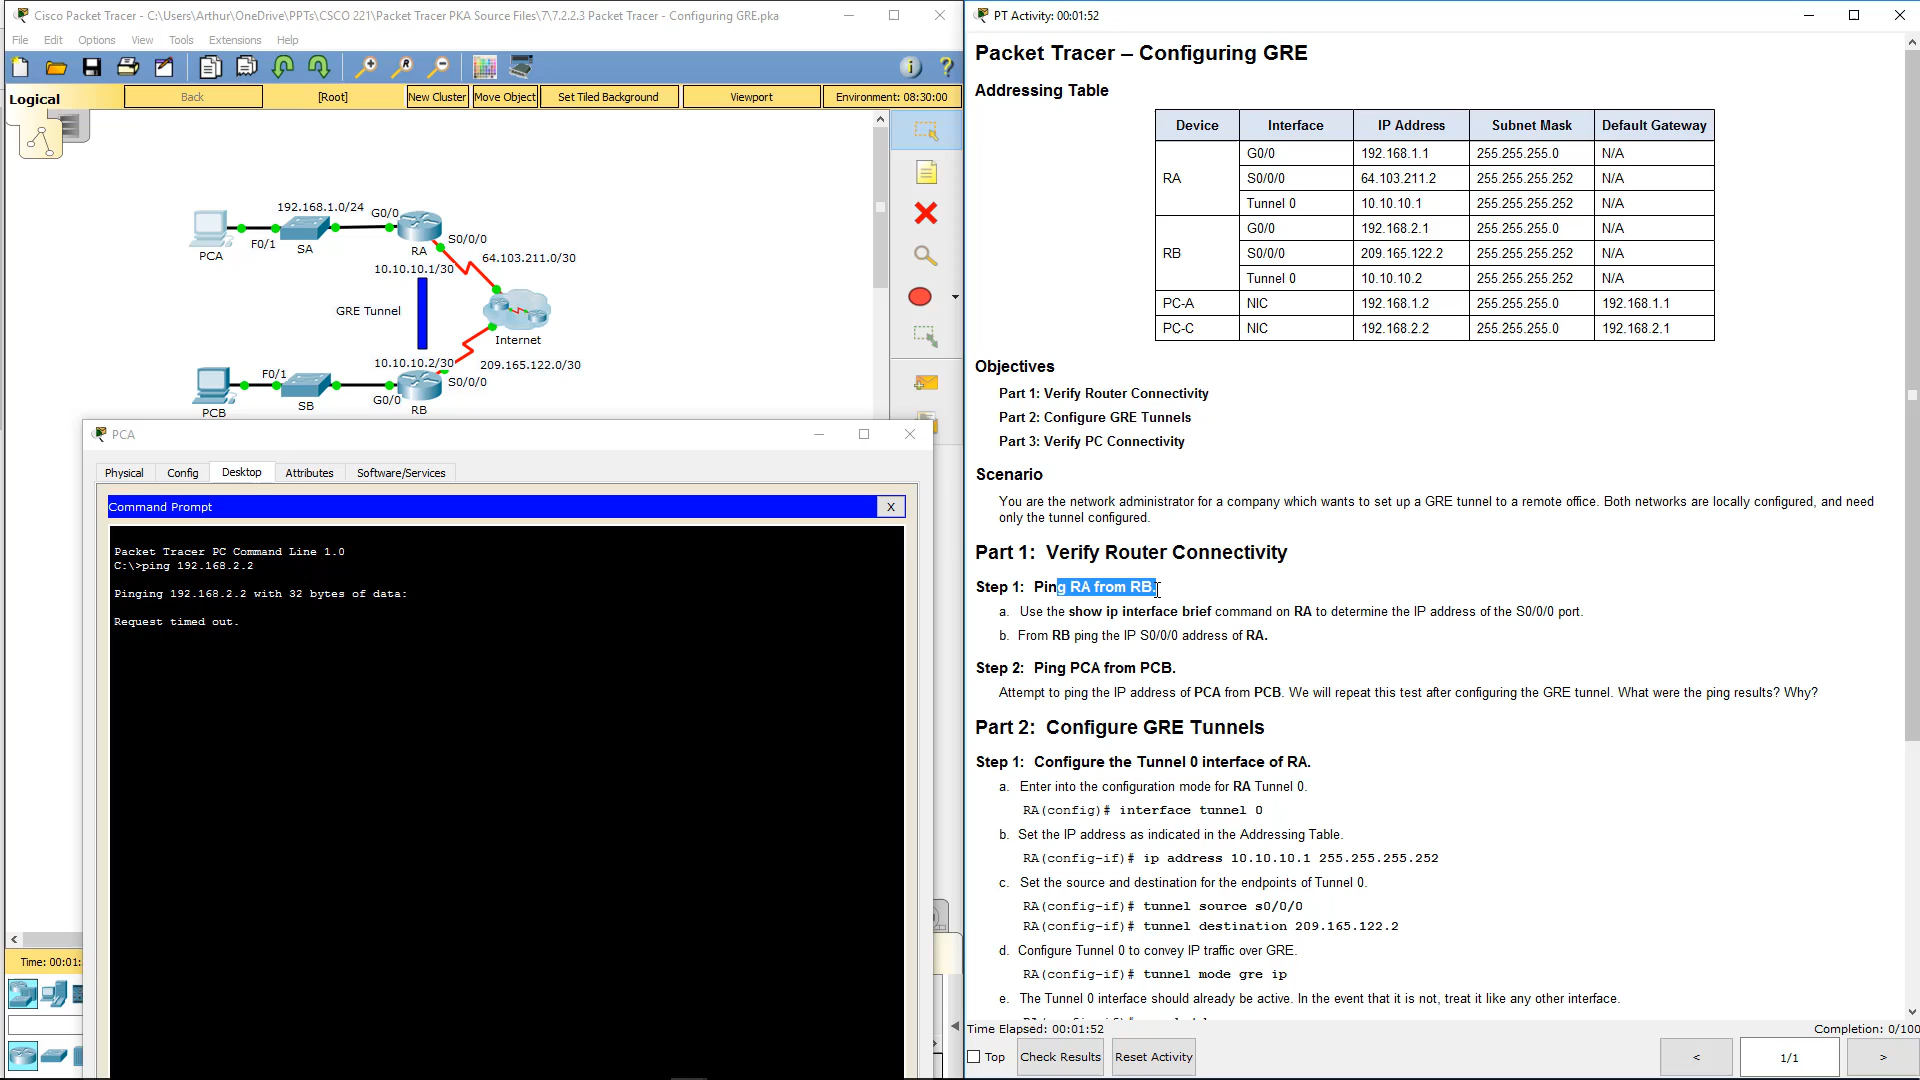 Cisco Packet Tracer - C:\Users\Arthur\OneDrive\PPTs\CSCO 221\Packet Tracer PKA Source Files\7\7.2.2.3 Packet Tracer - Configuring GRE.pka
File Edit Options View Tools Extensions Help
Logical
Back
[Root]
New Cluster
Move Object
Set Tiled Background
Viewport
Environment: 08:30:00
192.168.1.0/24
G0/0
F0/1
SA
PCA
RA
S0/0/0
64.103.211.0/30
10.10.10.1/30
GRE Tunnel
Internet
10.10.10.2/30
209.165.122.0/30
F0/1
S0/0/0
G0/0
PCB
SB
RB
PCA
Physical Config Desktop Attributes Software/Services
Command Prompt
X
Packet Tracer PC Command Line 1.0
C:\>ping 192.168.2.2
Pinging 192.168.2.2 with 32 bytes of data:
Request timed out.
Time: 00:01:
PT Activity: 00:01:52
Packet Tracer – Configuring GRE
Addressing Table
Device Interface IP Address Subnet Mask Default Gateway
RA G0/0 192.168.1.1 255.255.255.0 N/A
S0/0/0 64.103.211.2 255.255.255.252 N/A
Tunnel 0 10.10.10.1 255.255.255.252 N/A
RB G0/0 192.168.2.1 255.255.255.0 N/A
S0/0/0 209.165.122.2 255.255.255.252 N/A
Tunnel 0 10.10.10.2 255.255.255.252 N/A
PC-A NIC 192.168.1.2 255.255.255.0 192.168.1.1
PC-C NIC 192.168.2.2 255.255.255.0 192.168.2.1
Objectives
Part 1: Verify Router Connectivity
Part 2: Configure GRE Tunnels
Part 3: Verify PC Connectivity
Scenario
You are the network administrator for a company which wants to set up a GRE tunnel to a remote office. Both networks are locally configured, and need
only the tunnel configured.
Part 1: Verify Router Connectivity
Step 1: Ping RA from RB.
a. Use the show ip interface brief command on RA to determine the IP address of the S0/0/0 port.
b. From RB ping the IP S0/0/0 address of RA.
Step 2: Ping PCA from PCB.
Attempt to ping the IP address of PCA from PCB. We will repeat this test after configuring the GRE tunnel. What were the ping results? Why?
Part 2: Configure GRE Tunnels
Step 1: Configure the Tunnel 0 interface of RA.
a. Enter into the configuration mode for RA Tunnel 0.
RA(config)# interface tunnel 0
b. Set the IP address as indicated in the Addressing Table.
RA(config-if)# ip address 10.10.10.1 255.255.255.252
c. Set the source and destination for the endpoints of Tunnel 0.
RA(config-if)# tunnel source s0/0/0
RA(config-if)# tunnel destination 209.165.122.2
d. Configure Tunnel 0 to convey IP traffic over GRE.
RA(config-if)# tunnel mode gre ip
e. The Tunnel 0 interface should already be active. In the event that it is not, treat it like any other interface.
Time Elapsed: 00:01:52
Completion: 0/100
Top
Check Results
Reset Activity
<
1/1
>